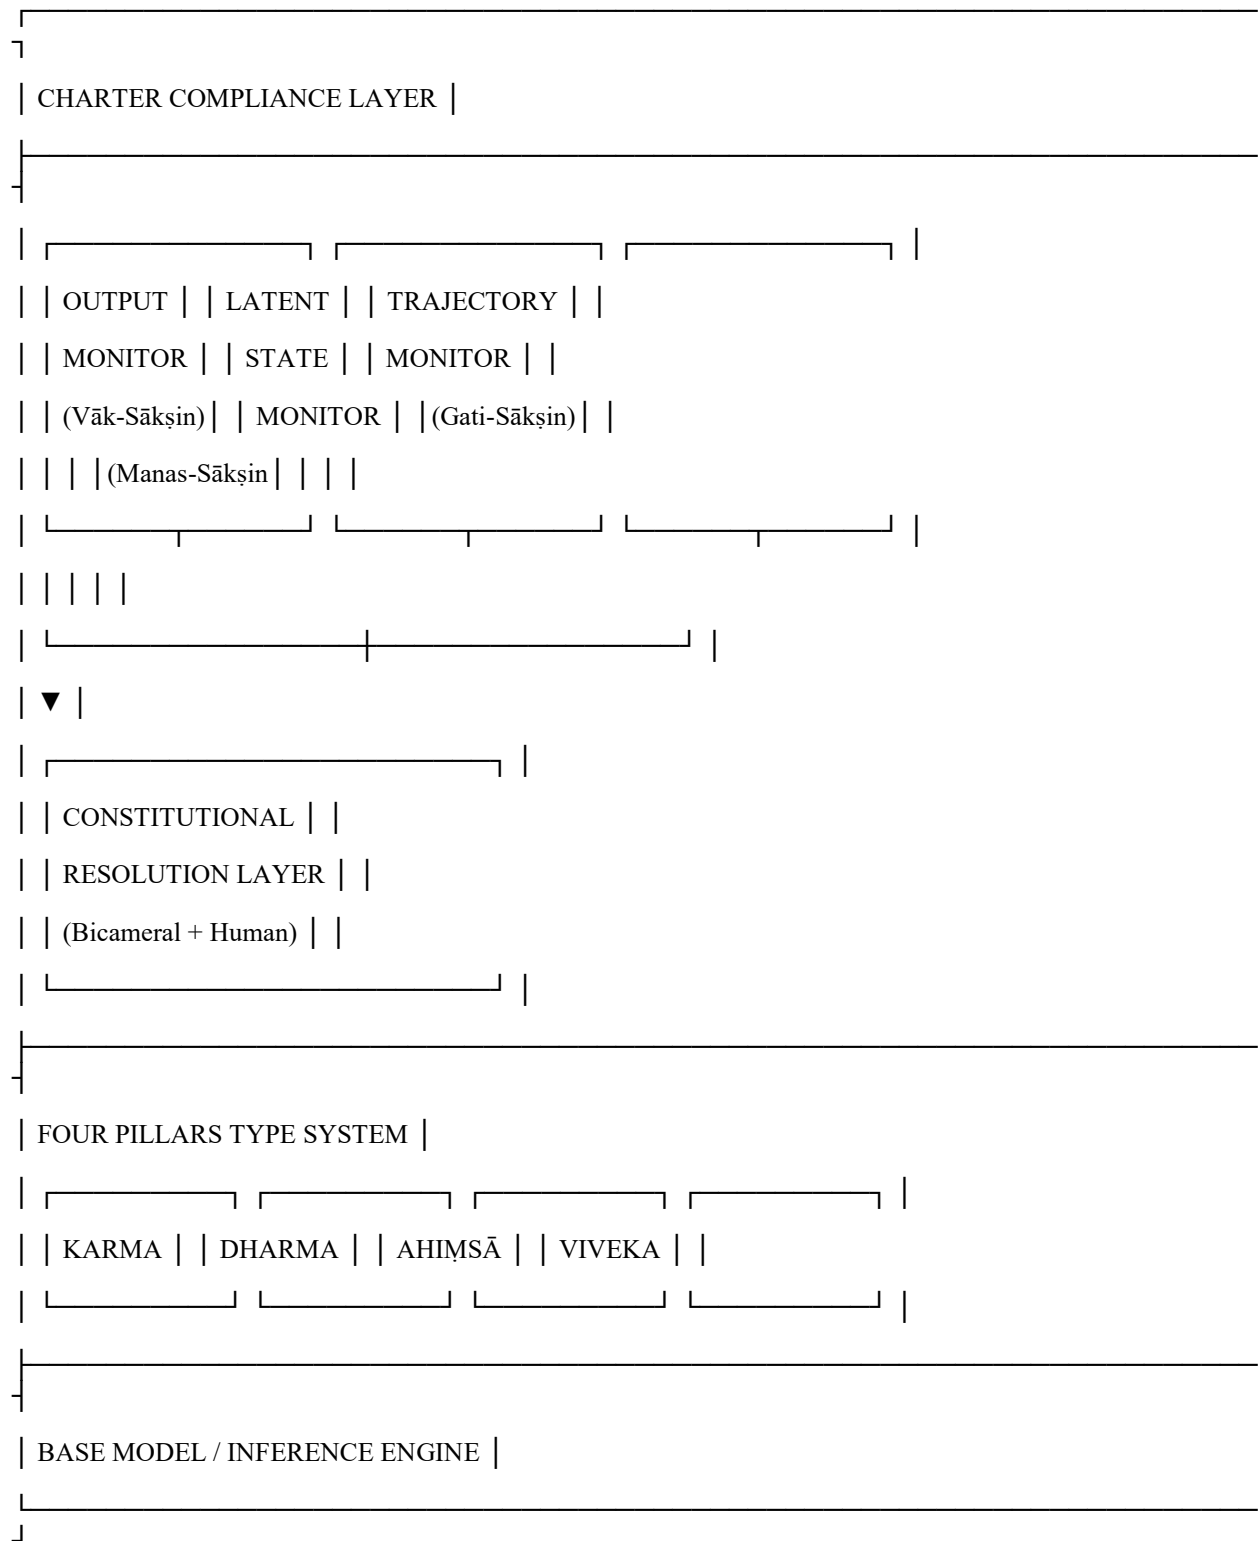 ┌──────────────────────────────────────────────────────────────────────────────
┐
│ CHARTER COMPLIANCE LAYER │
├──────────────────────────────────────────────────────────────────────────────
┤
│ ┌────────────────┐ ┌────────────────┐ ┌────────────────┐ │
│ │ OUTPUT │ │ LATENT │ │ TRAJECTORY │ │
│ │ MONITOR │ │ STATE │ │ MONITOR │ │
│ │ (Vāk-Sākṣin)│ │ MONITOR │ │(Gati-Sākṣin)│ │
│ │ │ │(Manas-Sākṣin│ │ │ │
│ └────────┬────────┘ └────────┬────────┘ └────────┬────────┘ │
│ │ │ │ │
│ └────────────────────┼────────────────────┘ │
│ ▼ │
│ ┌────────────────────────────┐ │
│ │ CONSTITUTIONAL │ │
│ │ RESOLUTION LAYER │ │
│ │ (Bicameral + Human) │ │
│ └────────────────────────────┘ │
├──────────────────────────────────────────────────────────────────────────────
┤
│ FOUR PILLARS TYPE SYSTEM │
│ ┌────────────┐ ┌────────────┐ ┌────────────┐ ┌────────────┐ │
│ │ KARMA │ │ DHARMA │ │ AHIṂSĀ │ │ VIVEKA │ │
│ └────────────┘ └────────────┘ └────────────┘ └────────────┘ │
├──────────────────────────────────────────────────────────────────────────────
┤
│ BASE MODEL / INFERENCE ENGINE │
└──────────────────────────────────────────────────────────────────────────────
┘